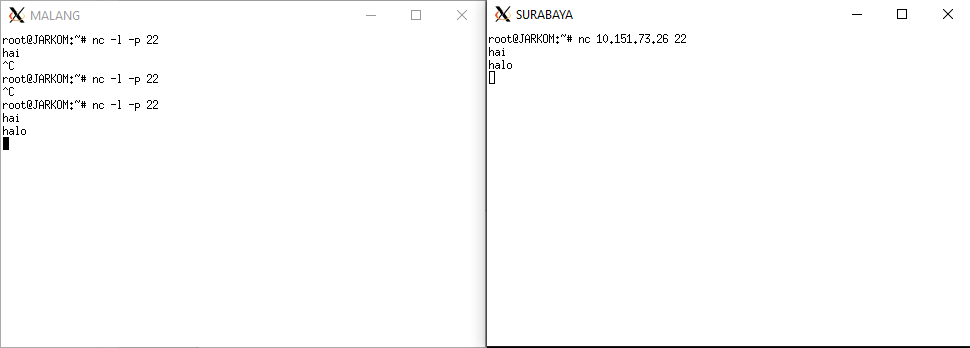 MALANG
root@JARKOM:~# nc -l -p 22
hai
^C
root@JARKOM:~# nc -l -p 22
^C
root@JARKOM:~# nc -l -p 22
hai
halo
SURABAYA
root@JARKOM:~# nc 10.151.73.26 22
hai
halo